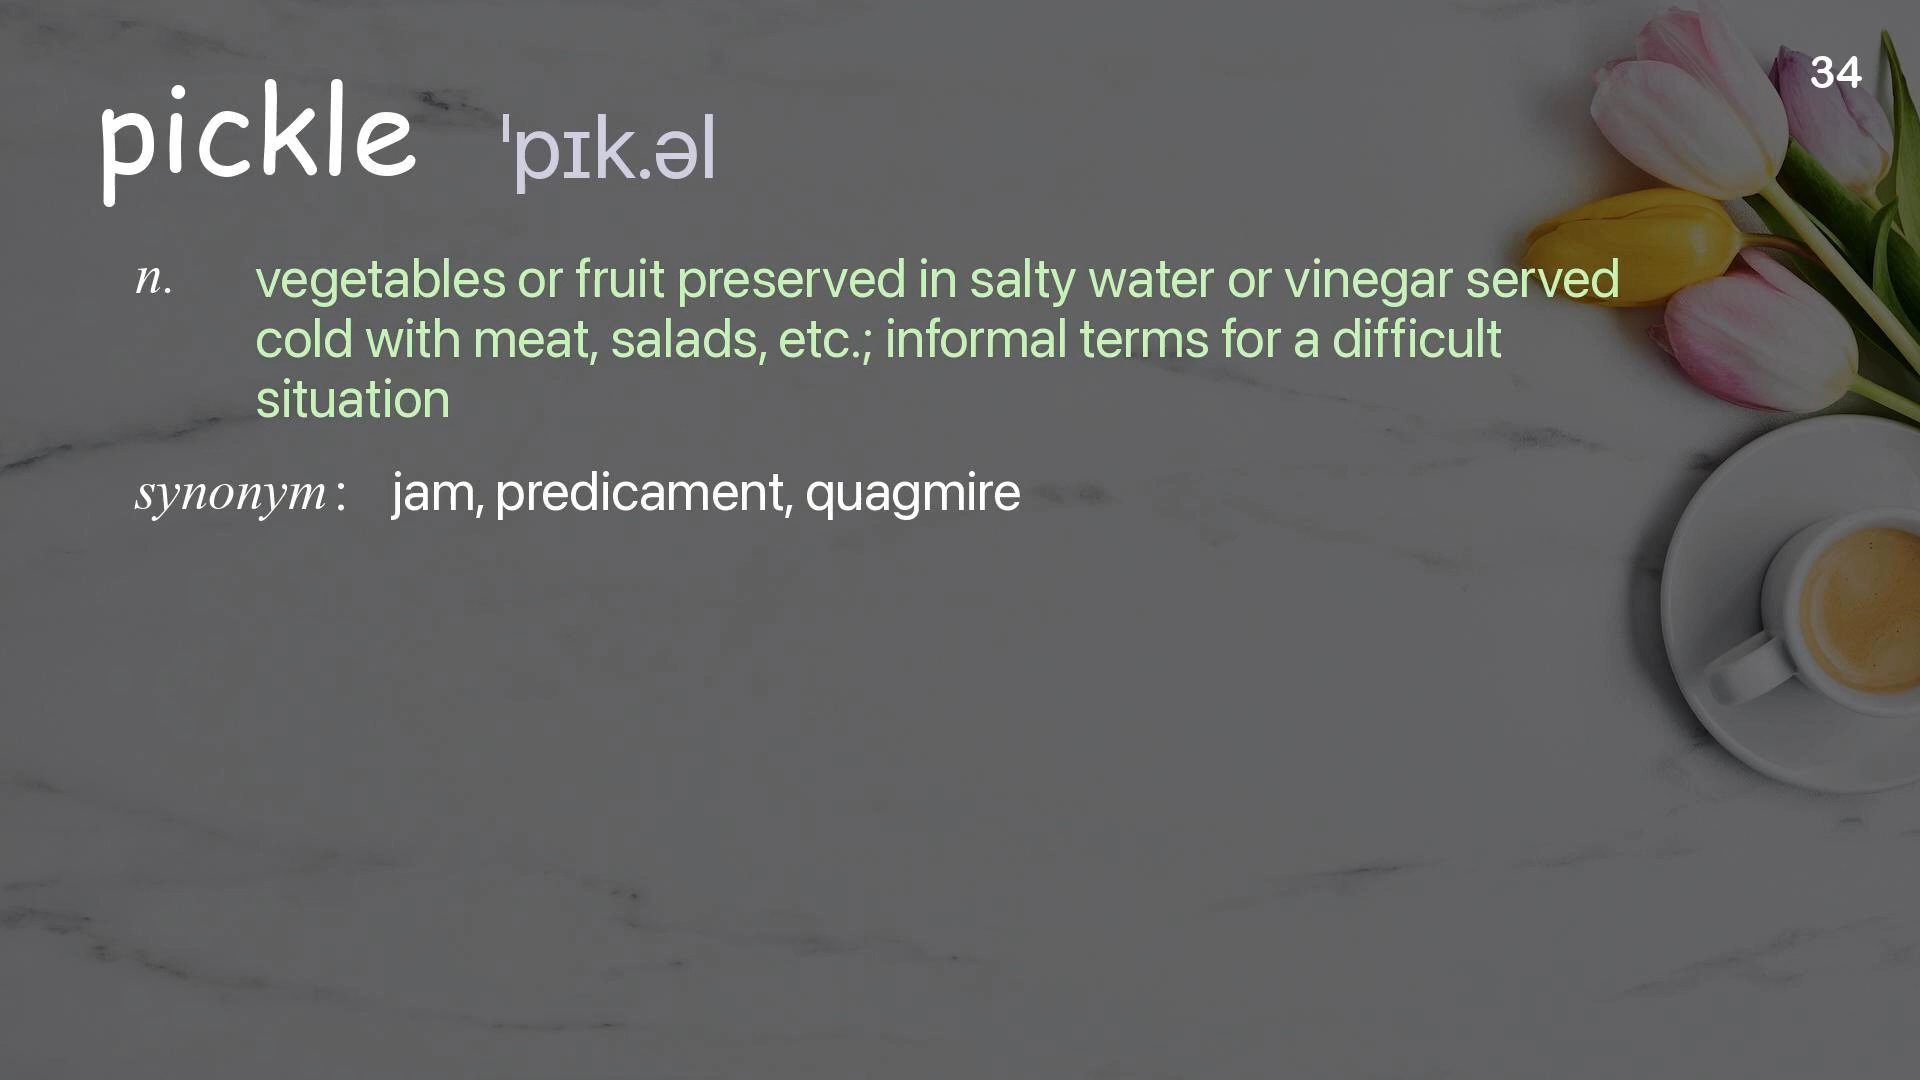 34
pickle ˈpɪk.əl
n. vegetables or fruit preserved in salty water or vinegar served
cold with meat, salads, etc.; informal terms for a difficult
situation
synonym : jam, predicament, quagmire